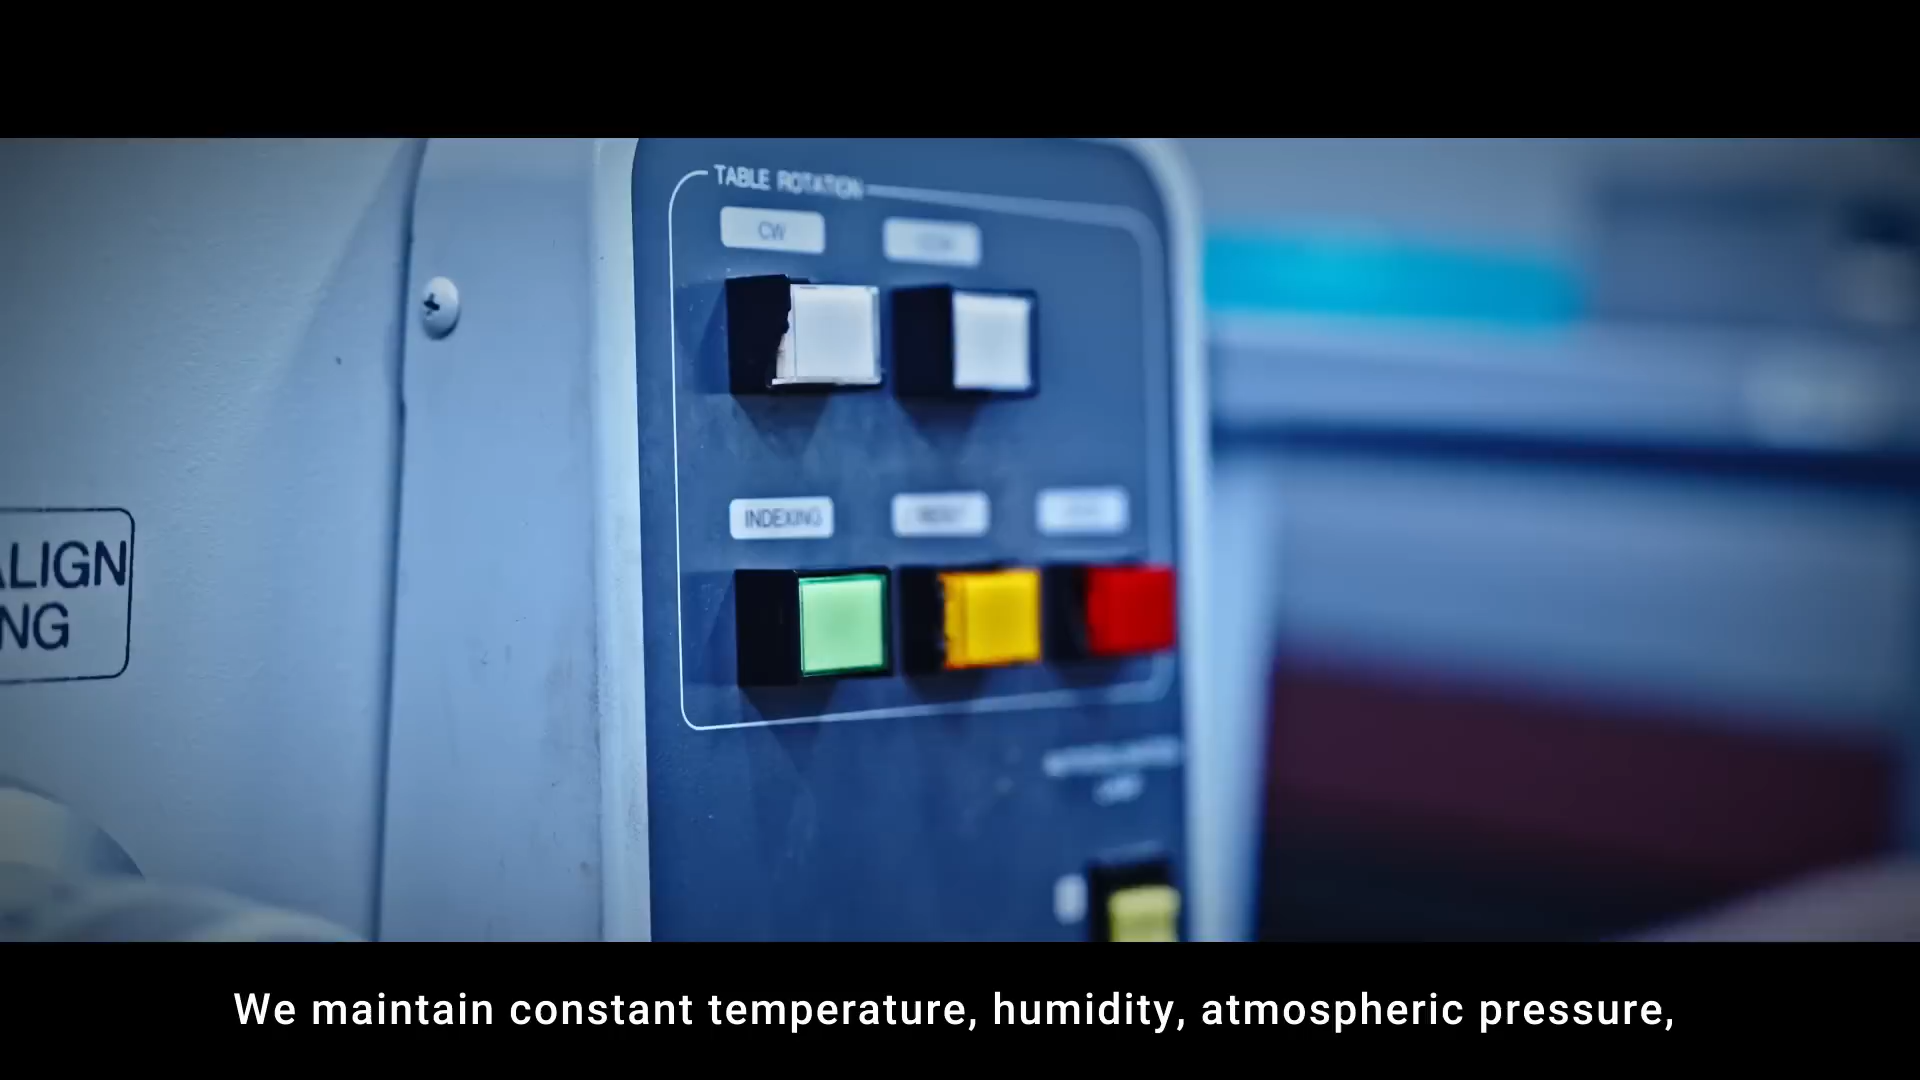 TABLE ROTATION
CW
INDEXING
ALIGN
NG
We maintain constant temperature, humidity, atmospheric pressure,